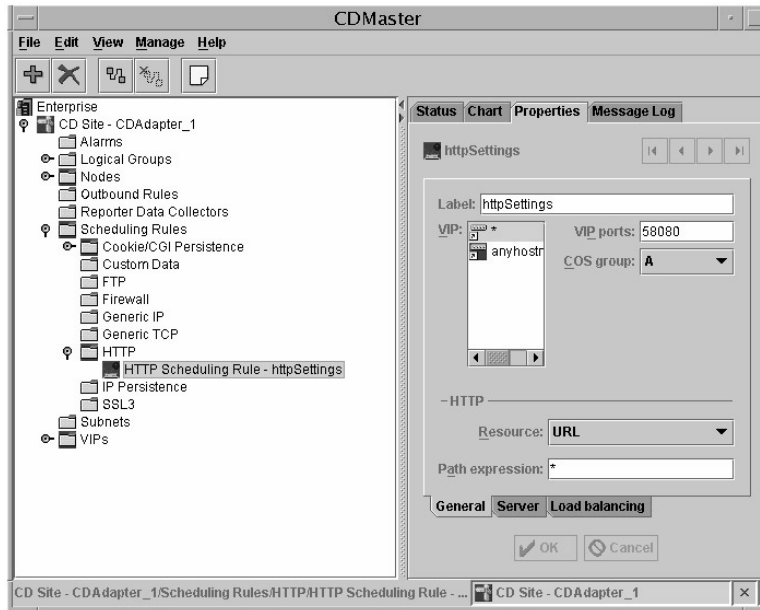 CDMaster
File Edit View Manage Help
Enterprise
CD Site - CDAdapter_1
Alarms
Logical Groups
Nodes
Outbound Rules
Reporter Data Collectors
Scheduling Rules
Cookie/CGI Persistence
Custom Data
FTP
Firewall
Generic IP
Generic TCP
HTTP
HTTP Scheduling Rule - httpSettings
IP Persistence
SSL3
Subnets
VIPs
Status Chart Properties Message Log
httpSettings
Label: httpSettings
VIP: * VIP ports: 58080
anyhostr COS group: A
HTTP
Resource: URL
Path expression: *
General Server Load balancing
OK Cancel
CD Site - CDAdapter_1/Scheduling Rules/HTTP/HTTP Scheduling Rule - ... CD Site - CDAdapter_1